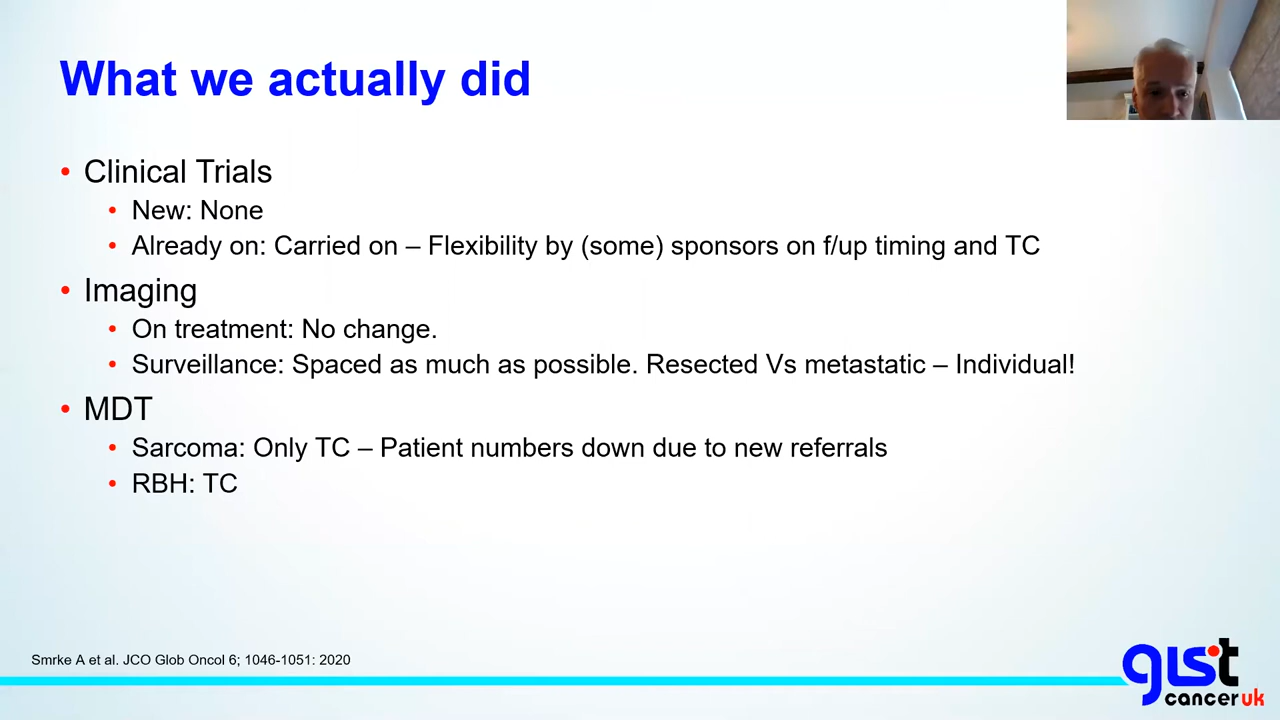 What we actually did
• Clinical Trials
• New: None
• Already on: Carried on – Flexibility by (some) sponsors on f/up timing and TC
• Imaging
• On treatment: No change.
• Surveillance: Spaced as much as possible. Resected Vs metastatic – Individual!
• MDT
• Sarcoma: Only TC – Patient numbers down due to new referrals
• RBH: TC
Smrke A et al. JCO Glob Oncol 6; 1046-1051: 2020
gist
cancer uk